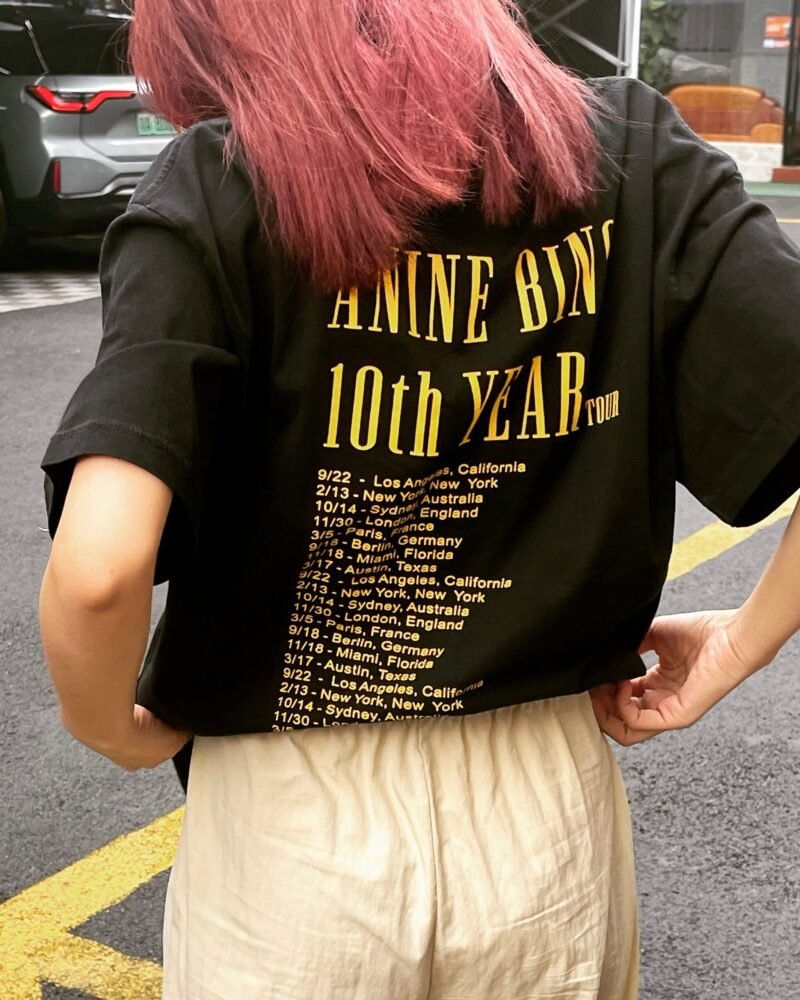 ANINE BING
10th YEAR TOUR
9/22 - Los Angeles, California
2/13 - New York, New York
10/14 - Sydney, Australia
11/30 - London, England
3/5 - Paris, France
9/18 - Berlin, Germany
11/18 - Miami, Florida
3/17 - Austin, Texas
9/22 - Los Angeles, California
2/13 - New York, New York
10/14 - Sydney, Australia
11/30 - London, England
3/5 - Paris, France
9/18 - Berlin, Germany
11/18 - Miami, Florida
3/17 - Austin, Texas
9/22 - Los Angeles, California
2/13 - New York, New York
10/14 - Sydney, Australia
11/30 -